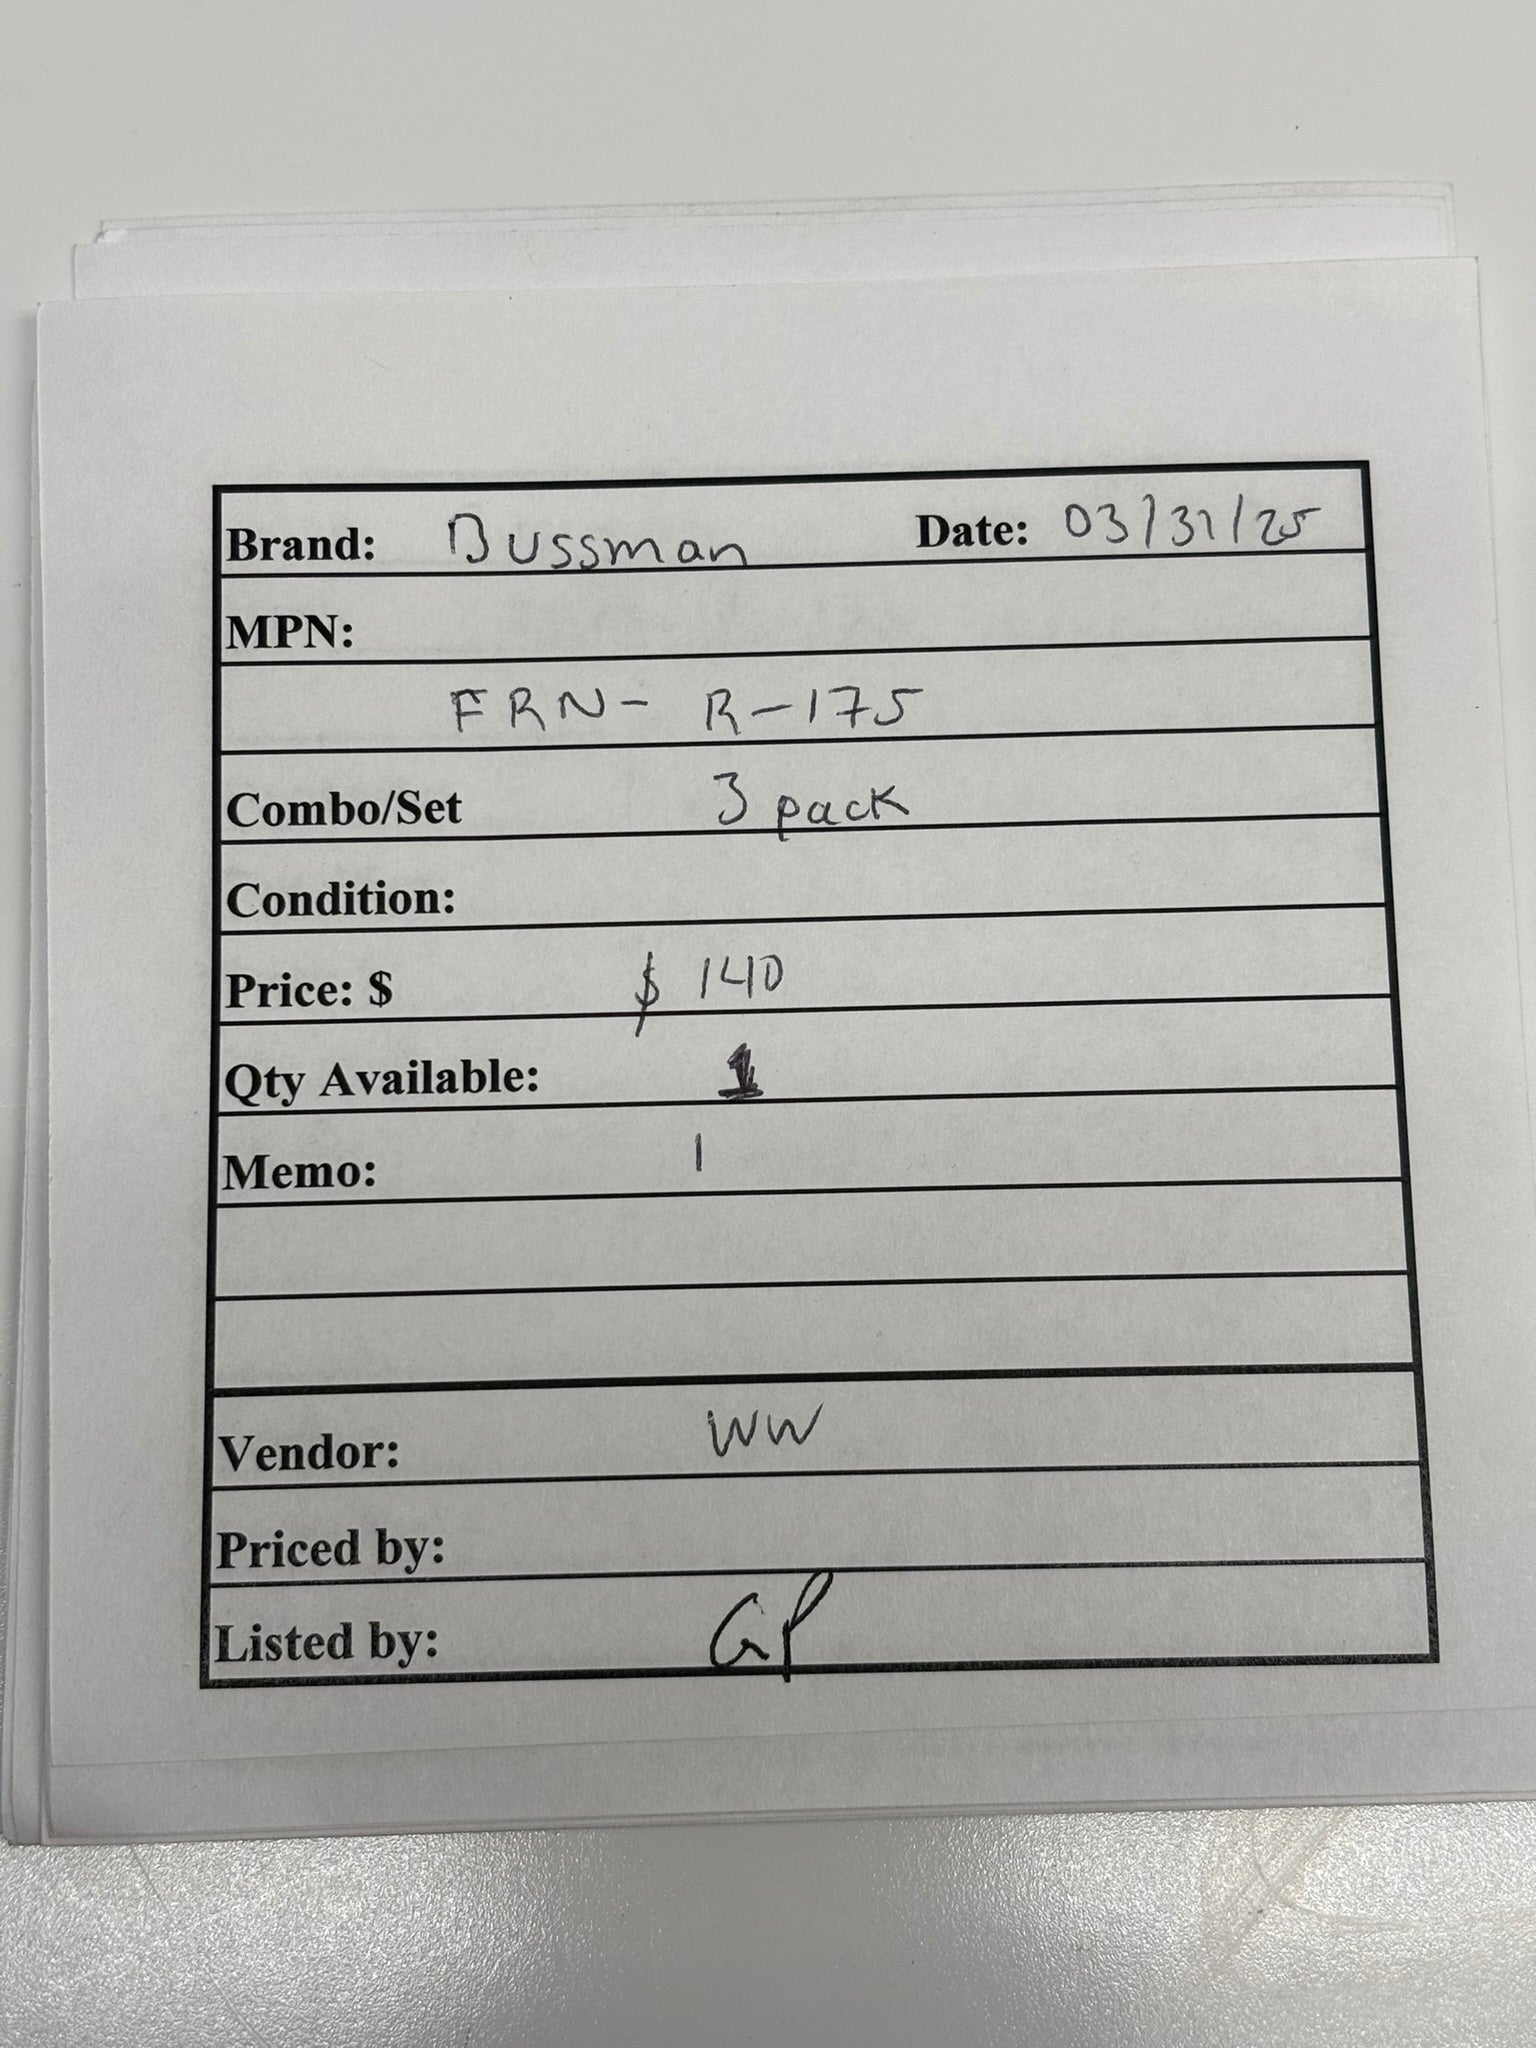 Brand: Bussman Date: 03/31/25
MPN:
FRN- R-175
Combo/Set 3 pack
Condition:
Price: $ $ 140
Qty Available: 1
Memo: 1
Vendor: WW
Priced by:
Listed by: GP